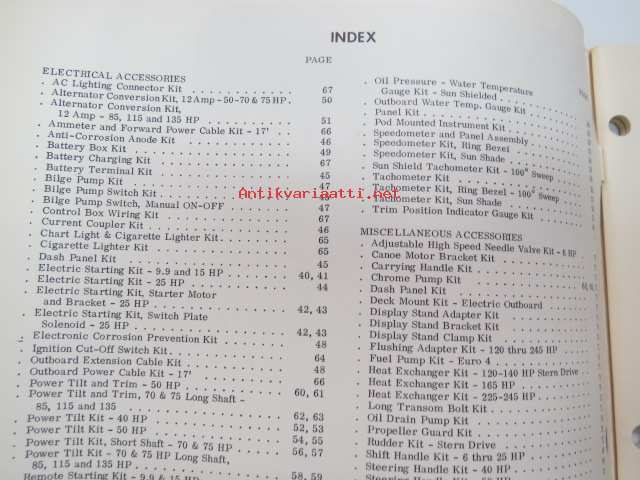 INDEX
PAGE
ELECTRICAL ACCESSORIES
. AC Lighting Connector Kit . . . . . . . . . . 67
. Alternator Conversion Kit, 12 Amp - 50-70 & 75 HP . 50
. Alternator Conversion Kit,
12 Amp - 85, 115 and 135 HP . . . . . . . . . 51
. Ammeter and Forward Power Cable Kit - 17' . . . 66
. Anti-Corrosion Anode Kit . . . . . . . . . . 46
. Battery Box Kit . . . . . . . . . . 49
. Battery Charging Kit . . . . . . . . . . 67
. Battery Terminal Kit . . . . . . . . . . 45
. Bilge Pump Kit . . . . . . . . . . 47
. Bilge Pump Switch Kit . . . . . . . . . .
. Bilge Pump Switch, Manual ON-OFF . . . . . . . . 47
. Control Box Wiring Kit . . . . . . . . . . 67
. Current Coupler Kit . . . . . . . . . . 46
. Chart Light & Cigarette Lighter Kit . . . . . . . . 65
. Cigarette Lighter Kit . . . . . . . . . . 65
. Dash Panel Kit . . . . . . . . . . 45
. Electric Starting Kit - 9.9 and 15 HP . . . . . . . 40, 41
. Electric Starting Kit - 25 HP . . . . . . . . . . 44
. Electric Starting Kit, Starter Motor
and Bracket - 25 HP . . . . . . . . . . 42, 43
. Electric Starting Kit, Switch Plate
Solenoid - 25 HP . . . . . . . . . . 42, 43
. Electronic Corrosion Prevention Kit . . . . . . . . 48
. Ignition Cut-Off Switch Kit . . . . . . . . . . 64
. Outboard Extension Cable Kit . . . . . . . . . . 48
. Outboard Power Cable Kit - 17' . . . . . . . . . . 66
. Power Tilt and Trim - 50 HP . . . . . . . . . . 60, 61
. Power Tilt and Trim, 70 & 75 Long Shaft -
85, 115 and 135 . . . . . . . . . . 62, 63
. Power Tilt Kit - 40 HP . . . . . . . . . . 52, 53
. Power Tilt Kit - 50 HP . . . . . . . . . . 54, 55
. Power Tilt Kit, Short Shaft - 70 & 75 HP . . . . . 56, 57
. Power Tilt Kit - 70 & 75 HP Long Shaft,
85, 115 and 135 HP . . . . . . . . . . 58, 59
Remote Starting Kit - 9.9 & 15 HP
. Oil Pressure - Water Temperature
Gauge Kit - Sun Shielded . . . . . . . .
. Outboard Water Temp. Gauge Kit . . . . . .
. Panel Kit . . . . . . . . . .
. Pod Mounted Instrument Kit . . . . . . . .
. Speedometer and Panel Assembly . . . . . .
. Speedometer Kit, Ring Bezel . . . . . . . .
. Speedometer Kit, Sun Shade . . . . . . . .
. Sun Shield Tachometer Kit - 100° Sweep . . . .
. Tachometer Kit . . . . . . . . . .
. Tachometer Kit, Ring Bezel - 100° Sweep . . . .
. Tachometer Kit, Sun Shade . . . . . . . .
. Trim Position Indicator Gauge Kit . . . . . .
MISCELLANEOUS ACCESSORIES
. Adjustable High Speed Needle Valve Kit - 6 HP
. Canoe Motor Bracket Kit . . . . . . . . . .
. Carrying Handle Kit . . . . . . . . . .
. Chrome Pump Kit . . . . . . . . . .
. Dash Panel Kit . . . . . . . . . .
. Deck Mount Kit - Electric Outboard . . . . . .
. Display Stand Adapter Kit . . . . . . . . . .
. Display Stand Bracket Kit . . . . . . . . . .
. Display Stand Clamp Kit . . . . . . . . . .
. Flushing Adapter Kit - 120 thru 245 HP . . . .
. Fuel Pump Kit - Euro 4 . . . . . . . . . .
. Heat Exchanger Kit - 120-140 HP Stern Drive
. Heat Exchanger Kit - 165 HP . . . . . . . .
. Heat Exchanger Kit - 225-245 HP . . . . . .
. Long Transom Bolt Kit . . . . . . . . . .
. Oil Drain Pump Kit . . . . . . . . . .
. Propeller Guard Kit . . . . . . . . . .
. Rudder Kit - Stern Drive . . . . . . . . . .
. Shift Handle Kit - 6 thru 25 HP . . . . . .
. Steering Handle Kit - 40 HP . . . . . . . .
Steering Handle Kit
Antikvariaatti.net